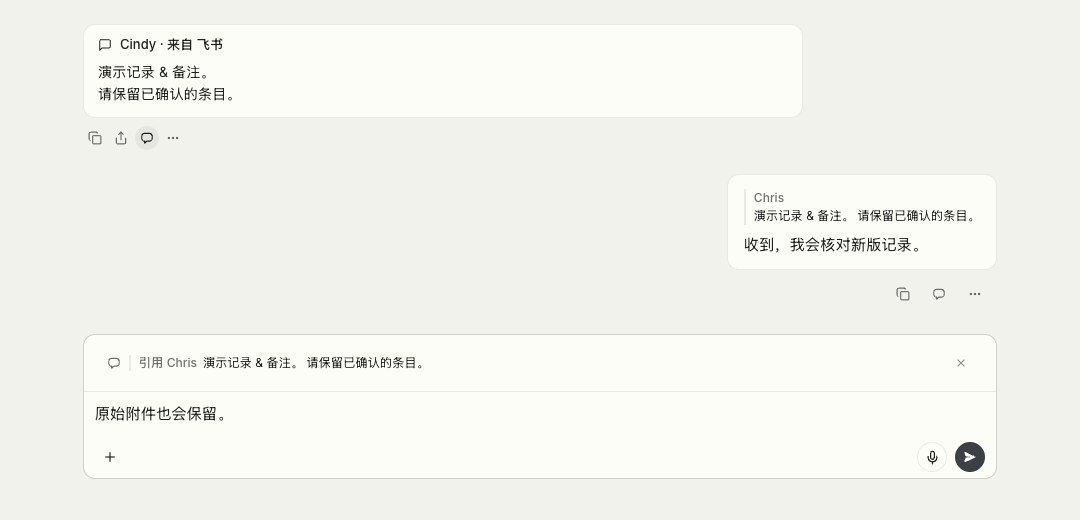 Cindy · 来自 飞书
演示记录 & 备注。
请保留已确认的条目。
Chris
演示记录 & 备注。 请保留已确认的条目。
收到，我会核对新版记录。
引用 Chris 演示记录 & 备注。 请保留已确认的条目。
原始附件也会保留。